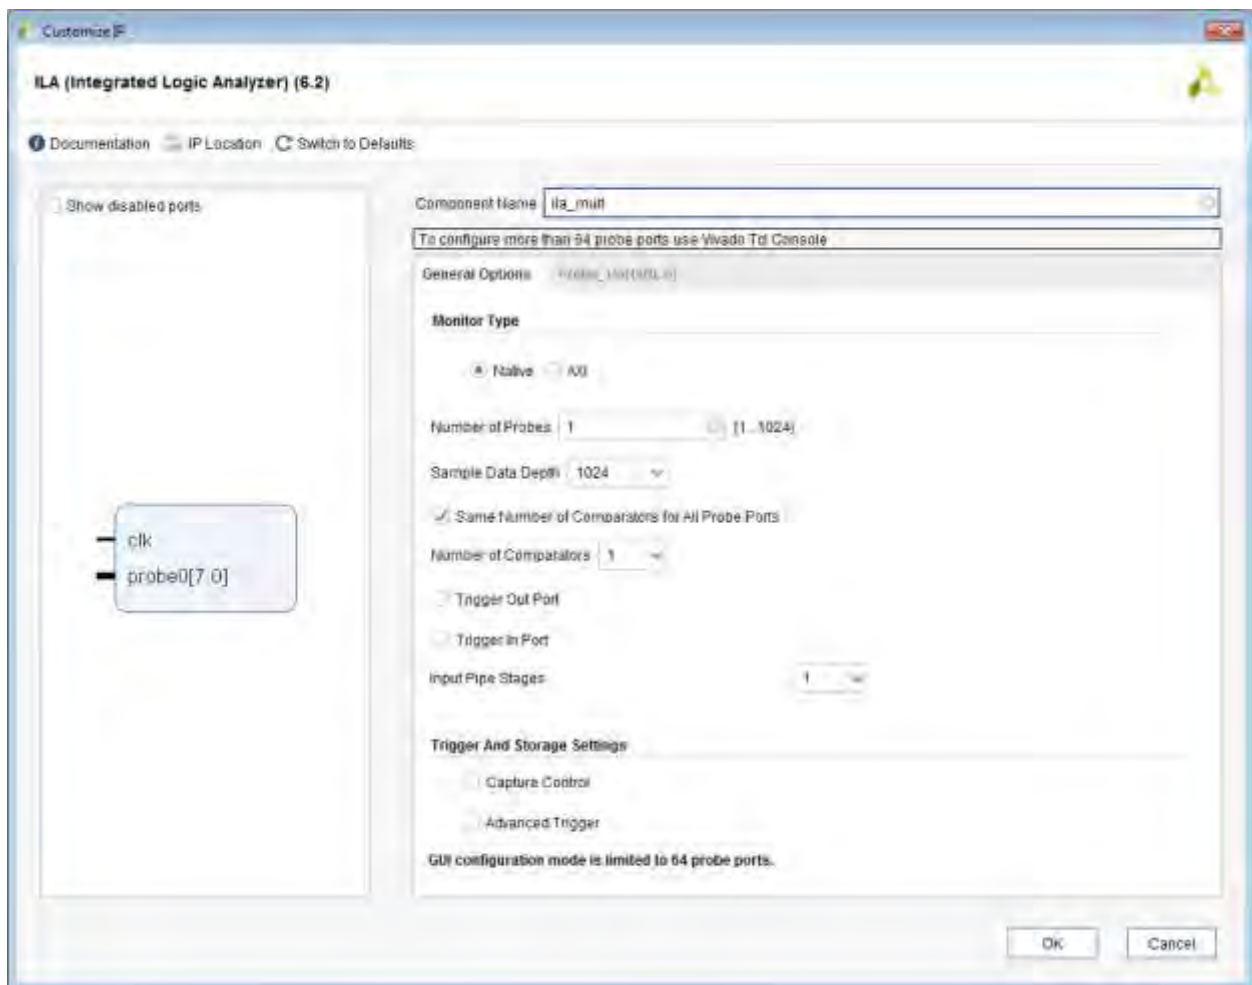 Customize IP
ILA (Integrated Logic Analyzer) (6.2)
Documentation IP Location Switch to Defaults
Show disabled ports
clk
probe0[7:0]
Component Name ila_mult
To configure more than 64 probe ports use Vivado Tcl Console
General Options
Monitor Type
Native AXI
Number of Probes 1 [1..1024]
Sample Data Depth 1024
Same Number of Comparators for All Probe Ports
Number of Comparators 1
Trigger Out Port
Trigger In Port
Input Pipe Stages 1
Trigger And Storage Settings
Capture Control
Advanced Trigger
GUI configuration mode is limited to 64 probe ports.
OK Cancel